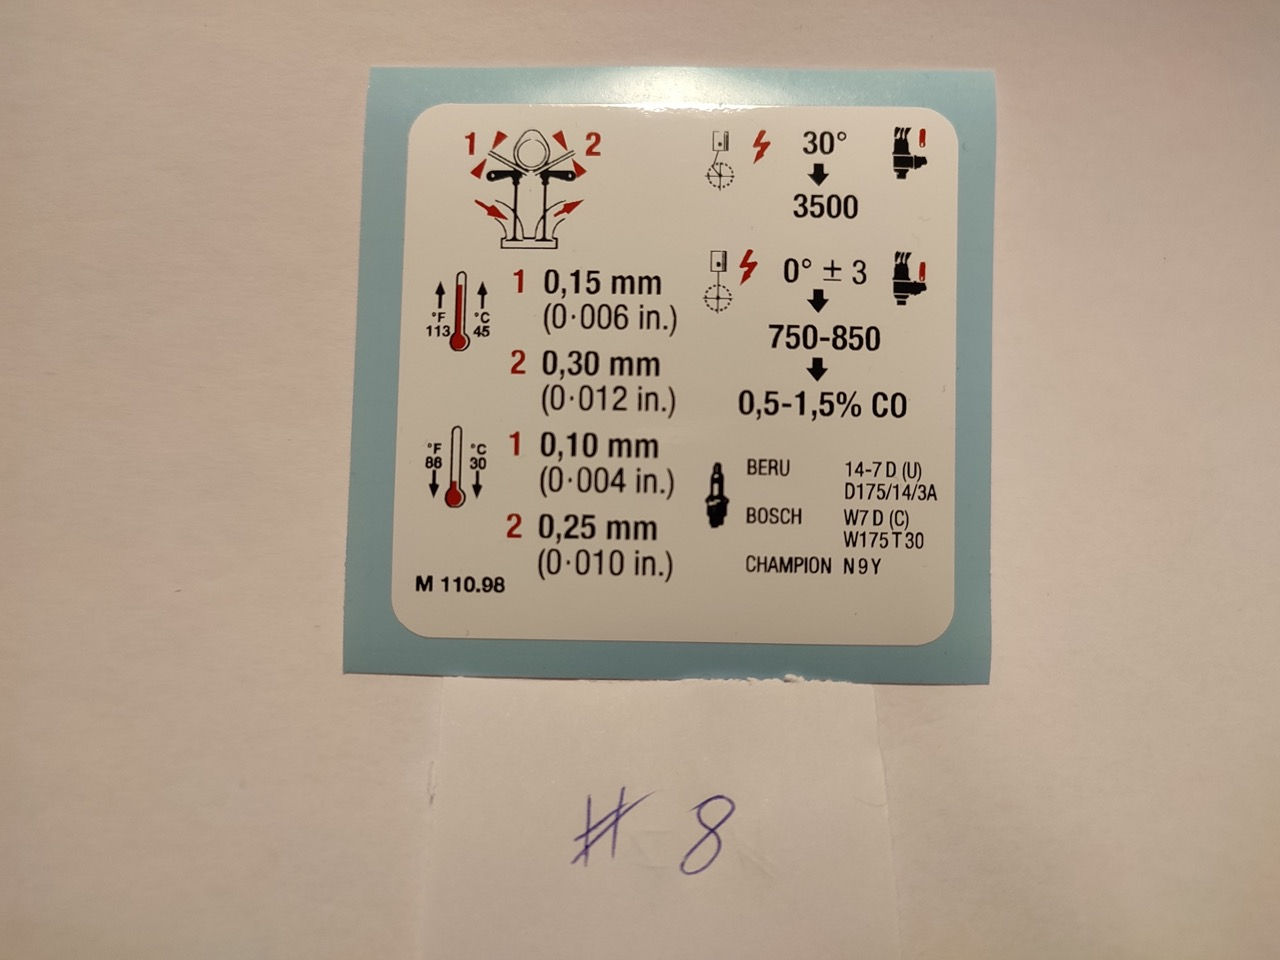 1 2
°F °C
113 45
1 0,15 mm
(0·006 in.)
2 0,30 mm
(0·012 in.)
°F °C
86 30
1 0,10 mm
(0·004 in.)
2 0,25 mm
(0·010 in.)
M 110.98
30°
3500
0° ± 3
750-850
0,5-1,5% CO
BERU 14-7 D (U)
D175/14/3A
BOSCH W7 D (C)
W175 T 30
CHAMPION N 9 Y
# 8